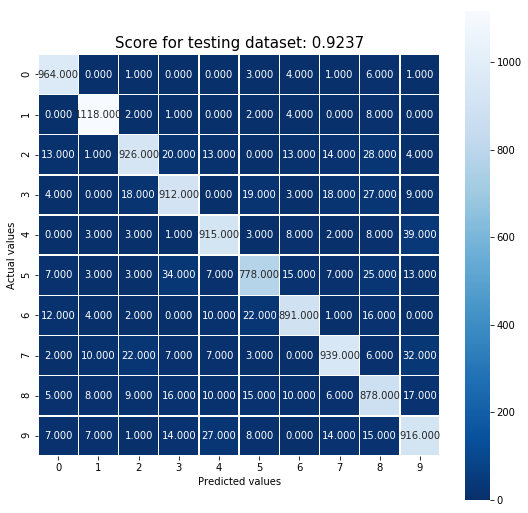 Score for testing dataset: 0.9237
0 964.000 0.000 1.000 0.000 0.000 3.000 4.000 1.000 6.000 1.000
1 0.000 1118.000 2.000 1.000 0.000 2.000 4.000 0.000 8.000 0.000
2 13.000 1.000 926.000 20.000 13.000 0.000 13.000 14.000 28.000 4.000
3 4.000 0.000 18.000 912.000 0.000 19.000 3.000 18.000 27.000 9.000
4 0.000 3.000 3.000 1.000 915.000 3.000 8.000 2.000 8.000 39.000
5 7.000 3.000 3.000 34.000 7.000 778.000 15.000 7.000 25.000 13.000
6 12.000 4.000 2.000 0.000 10.000 22.000 891.000 1.000 16.000 0.000
7 2.000 10.000 22.000 7.000 7.000 3.000 0.000 939.000 6.000 32.000
8 5.000 8.000 9.000 16.000 10.000 15.000 10.000 6.000 878.000 17.000
9 7.000 7.000 1.000 14.000 27.000 8.000 0.000 14.000 15.000 916.000
0 1 2 3 4 5 6 7 8 9
Predicted values
Actual values
1000
800
600
400
200
0